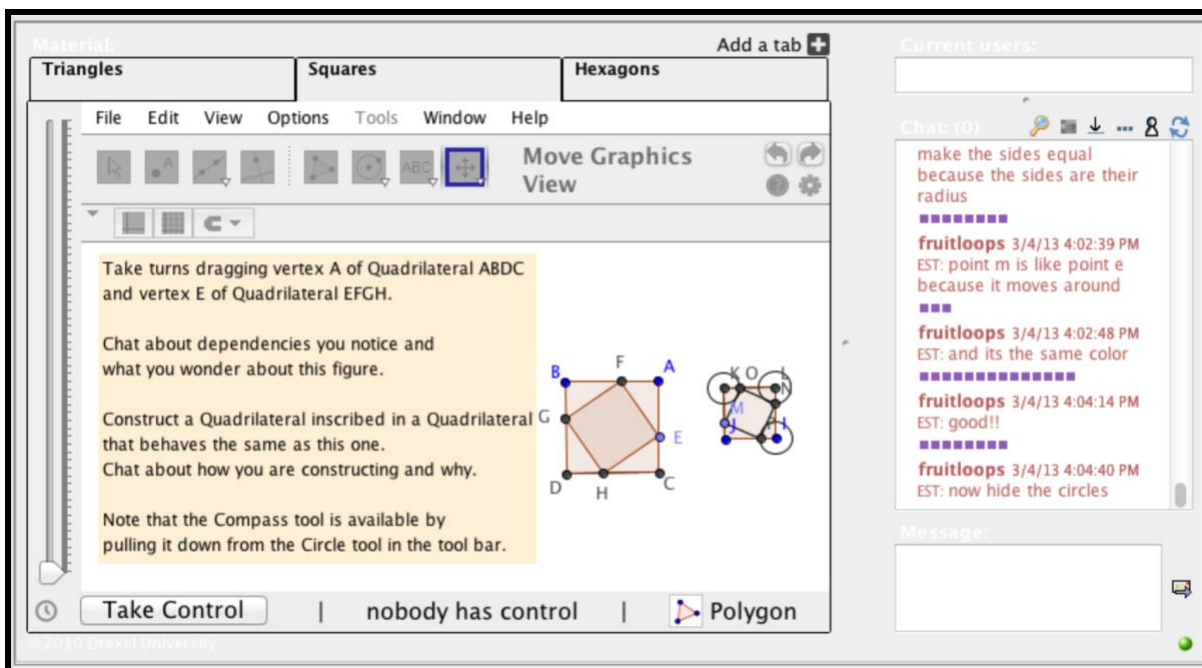 Material:
Add a tab
Triangles
Squares
Hexagons
File Edit View Options Tools Window Help
ABC
Move Graphics
View
Take turns dragging vertex A of Quadrilateral ABDC
and vertex E of Quadrilateral EFGH.
Chat about dependencies you notice and
what you wonder about this figure.
Construct a Quadrilateral inscribed in a Quadrilateral
that behaves the same as this one.
Chat about how you are constructing and why.
Note that the Compass tool is available by
pulling it down from the Circle tool in the tool bar.
B F A
G E
D H C
K O L
N
M
J P I
Take Control | nobody has control | Polygon
© 2010 Drexel University
Current users:
Chat: (0)
make the sides equal
because the sides are their
radius
fruitloops 3/4/13 4:02:39 PM
EST: point m is like point e
because it moves around
fruitloops 3/4/13 4:02:48 PM
EST: and its the same color
fruitloops 3/4/13 4:04:14 PM
EST: good!!
fruitloops 3/4/13 4:04:40 PM
EST: now hide the circles
Message: